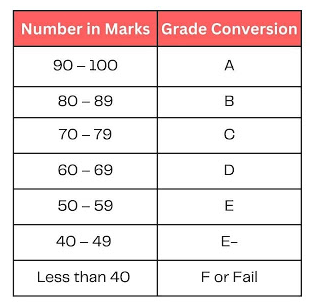 Number in Marks Grade Conversion
90 – 100 A
80 – 89 B
70 – 79 C
60 – 69 D
50 – 59 E
40 – 49 E–
Less than 40 F or Fail